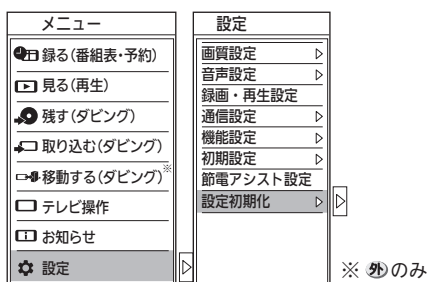 メニュー
録る(番組表・予約)
見る(再生)
残す(ダビング)
取り込む(ダビング)
移動する(ダビング)※
テレビ操作
お知らせ
設定
設定
画質設定
音声設定
録画・再生設定
通信設定
機能設定
初期設定
節電アシスト設定
設定初期化
※ 外のみ